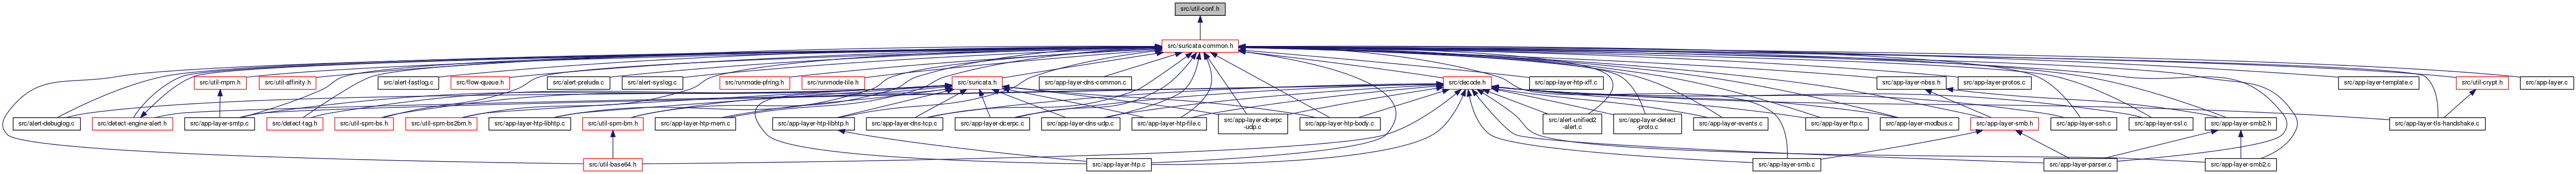 src/util-conf.h
src/suricata-common.h
src/util-mpm.h
src/util-affinity.h
src/alert-fastlog.c
src/flow-queue.h
src/alert-prelude.c
src/alert-syslog.c
src/runmode-pfring.h
src/runmode-tile.h
src/suricata.h
src/app-layer-dns-common.c
src/decode.h
src/app-layer-htp-xff.c
src/app-layer-nbss.h
src/app-layer-protos.c
src/app-layer-template.c
src/util-crypt.h
src/app-layer.c
src/alert-debuglog.c
src/detect-engine-alert.h
src/app-layer-smtp.c
src/detect-tag.h
src/util-spm-bs.h
src/util-spm-bs2bm.h
src/app-layer-htp-libhtp.c
src/util-spm-bm.h
src/app-layer-htp-mem.c
src/app-layer-htp-libhtp.h
src/app-layer-dns-tcp.c
src/app-layer-dcerpc.c
src/app-layer-dns-udp.c
src/app-layer-htp-file.c
src/app-layer-dcerpc
-udp.c
src/app-layer-htp-body.c
src/alert-unified2
-alert.c
src/app-layer-detect
-proto.c
src/app-layer-events.c
src/app-layer-ftp.c
src/app-layer-modbus.c
src/app-layer-smb.h
src/app-layer-ssh.c
src/app-layer-ssl.c
src/app-layer-smb2.h
src/app-layer-tls-handshake.c
src/util-base64.h
src/app-layer-htp.c
src/app-layer-smb.c
src/app-layer-parser.c
src/app-layer-smb2.c